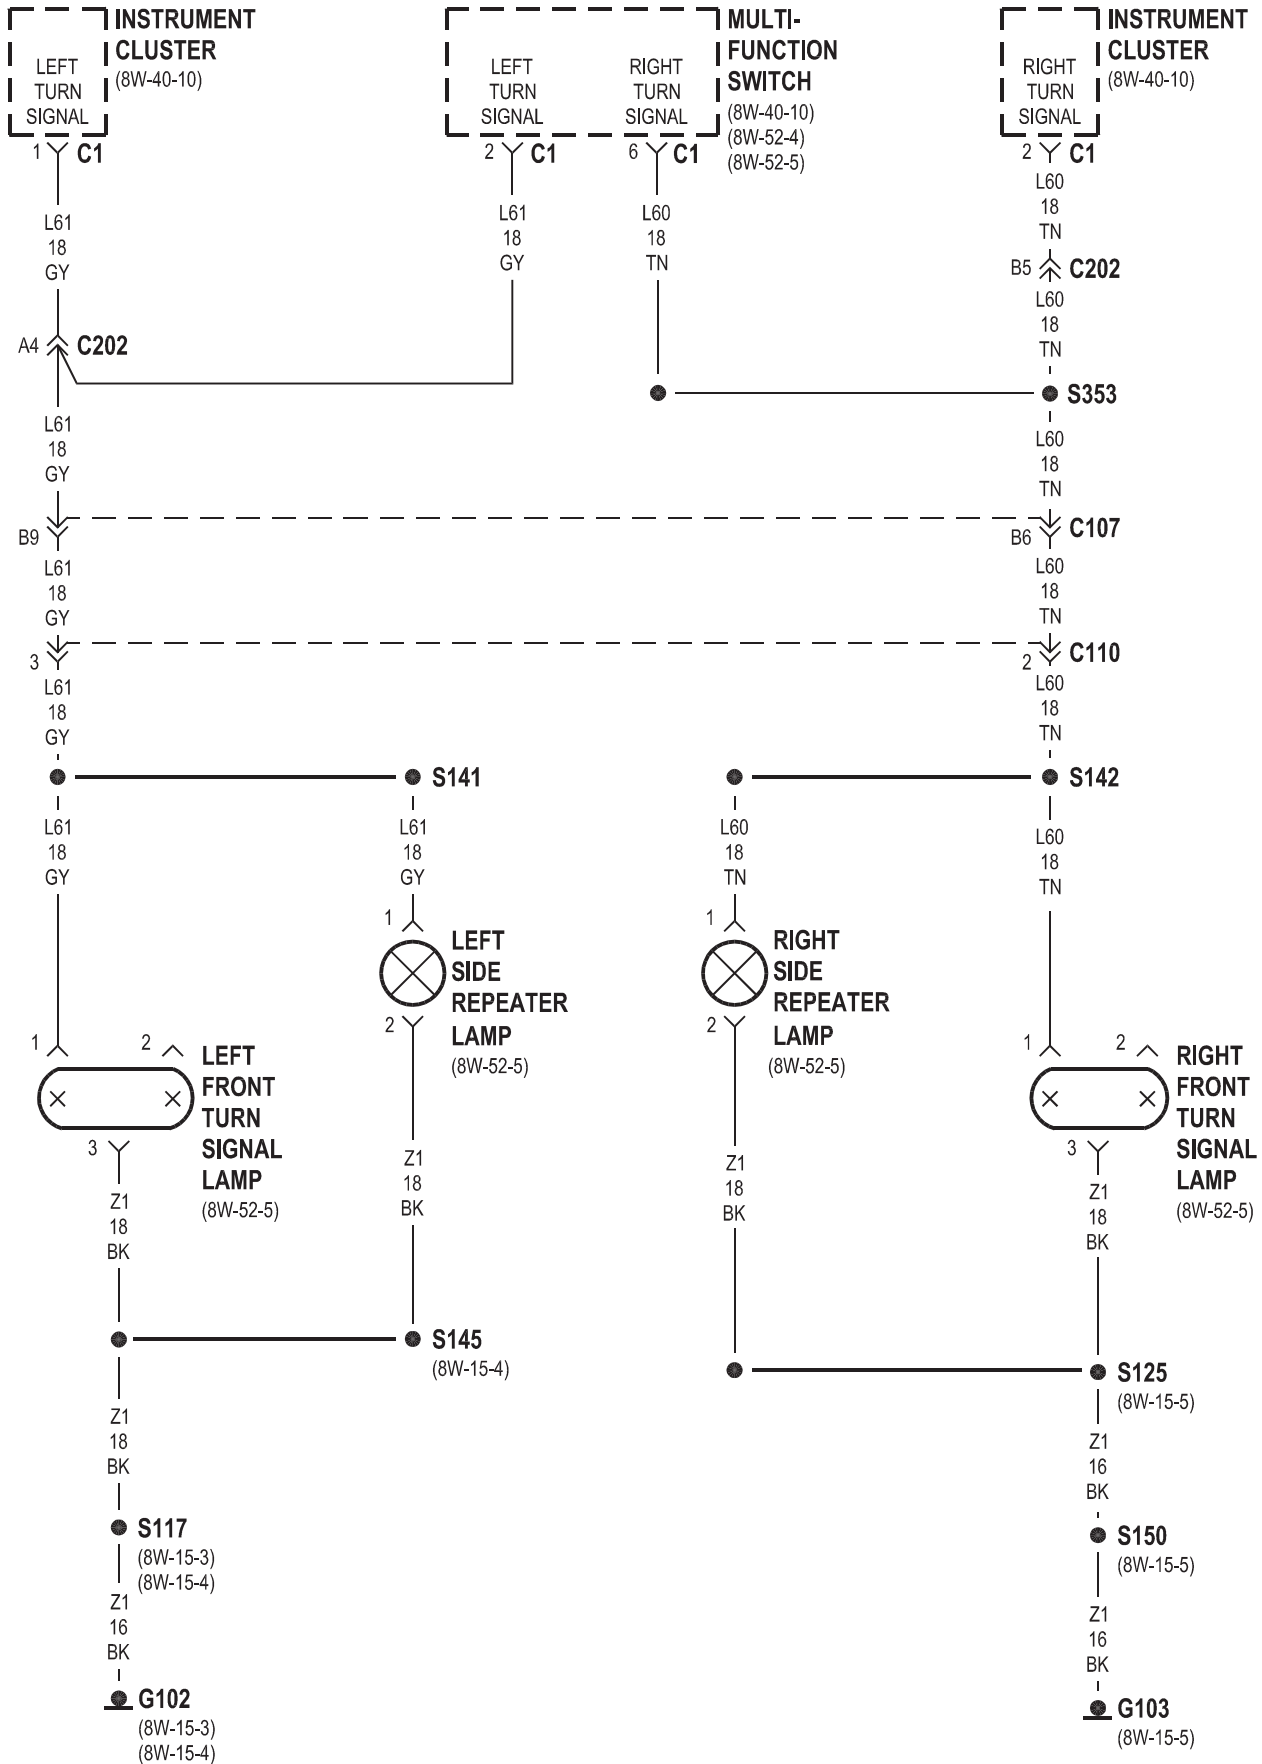 INSTRUMENT
CLUSTER
(8W-40-10)
LEFT
TURN
SIGNAL
1
C1
MULTI-
FUNCTION
SWITCH
(8W-40-10)
(8W-52-4)
(8W-52-5)
LEFT
TURN
SIGNAL
2
C1
RIGHT
TURN
SIGNAL
6
C1
INSTRUMENT
CLUSTER
(8W-40-10)
RIGHT
TURN
SIGNAL
2
C1
L61
18
GY
L61
18
GY
L60
18
TN
L60
18
TN
B5
C202
L60
18
TN
A4
C202
S353
L61
18
GY
L60
18
TN
B9
B6
C107
L61
18
GY
L60
18
TN
3
2
C110
L61
18
GY
L60
18
TN
S141
S142
L61
18
GY
L61
18
GY
L60
18
TN
L60
18
TN
1
LEFT
SIDE
REPEATER
LAMP
(8W-52-5)
2
1
RIGHT
SIDE
REPEATER
LAMP
(8W-52-5)
2
1
2
LEFT
FRONT
TURN
SIGNAL
LAMP
(8W-52-5)
3
1
2
RIGHT
FRONT
TURN
SIGNAL
LAMP
(8W-52-5)
3
Z1
18
BK
Z1
18
BK
Z1
18
BK
Z1
18
BK
S145
(8W-15-4)
S125
(8W-15-5)
Z1
18
BK
Z1
16
BK
S117
(8W-15-3)
(8W-15-4)
S150
(8W-15-5)
Z1
16
BK
Z1
16
BK
G102
(8W-15-3)
(8W-15-4)
G103
(8W-15-5)